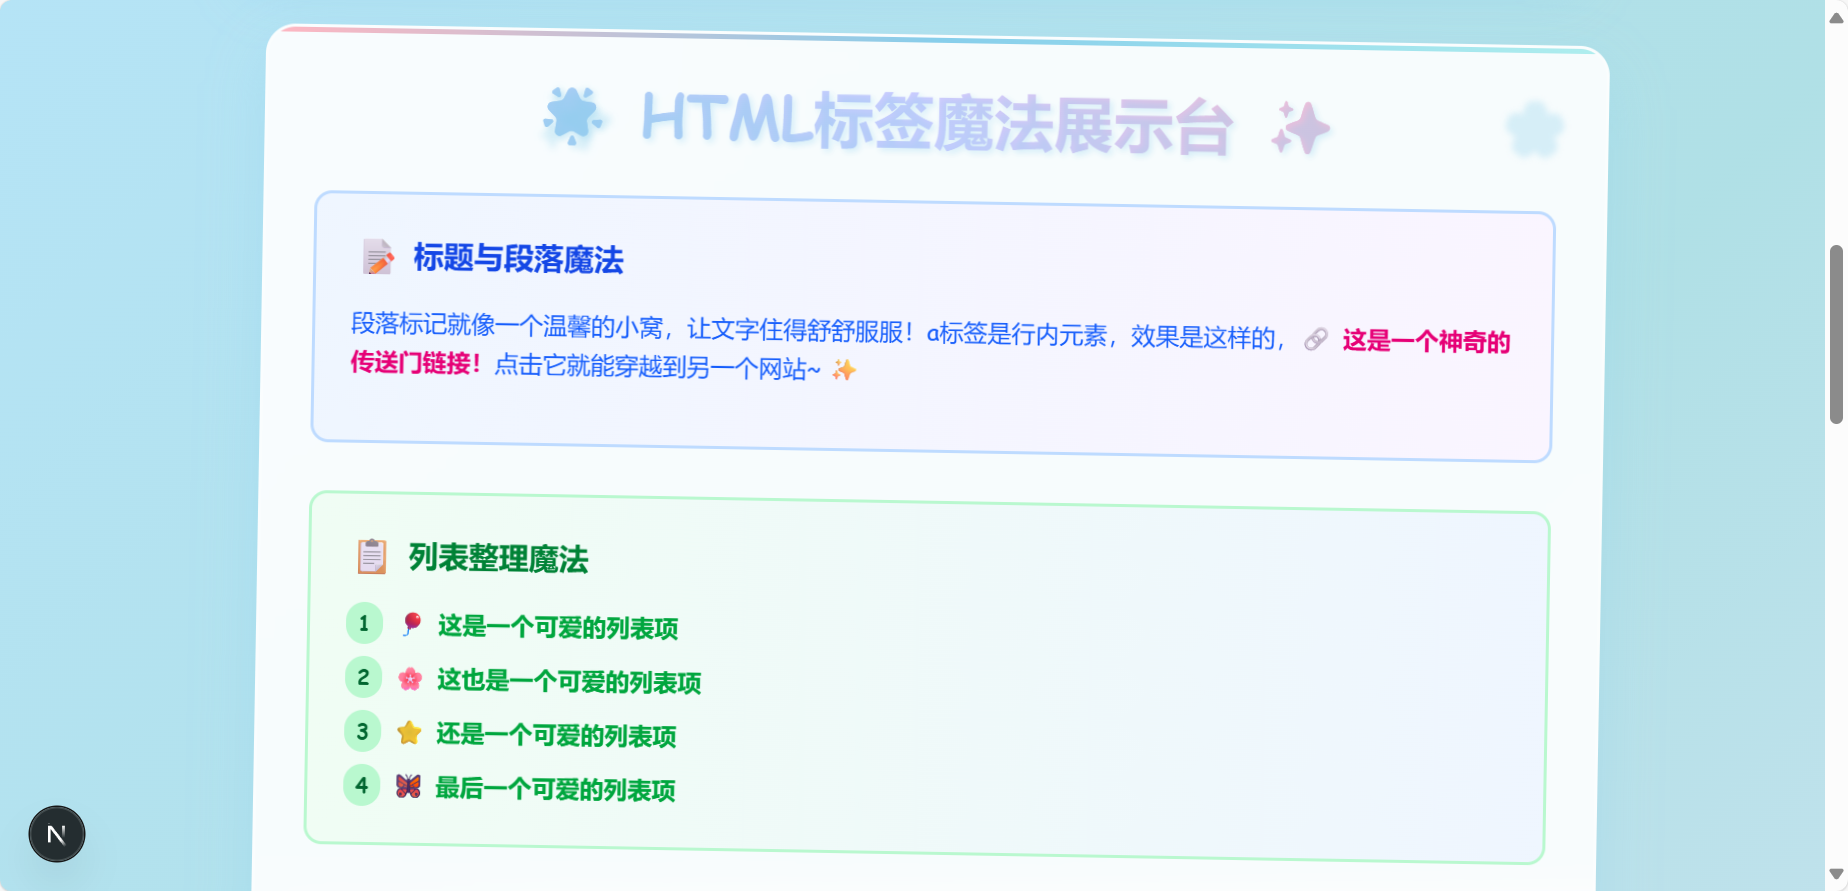 HTML标签魔法展示台
标题与段落魔法
段落标记就像一个温馨的小窝，让文字住得舒舒服服！a标签是行内元素，效果是这样的， 这是一个神奇的
传送门链接！点击它就能穿越到另一个网站~
列表整理魔法
1 这是一个可爱的列表项
2 这也是一个可爱的列表项
3 还是一个可爱的列表项
4 最后一个可爱的列表项
N